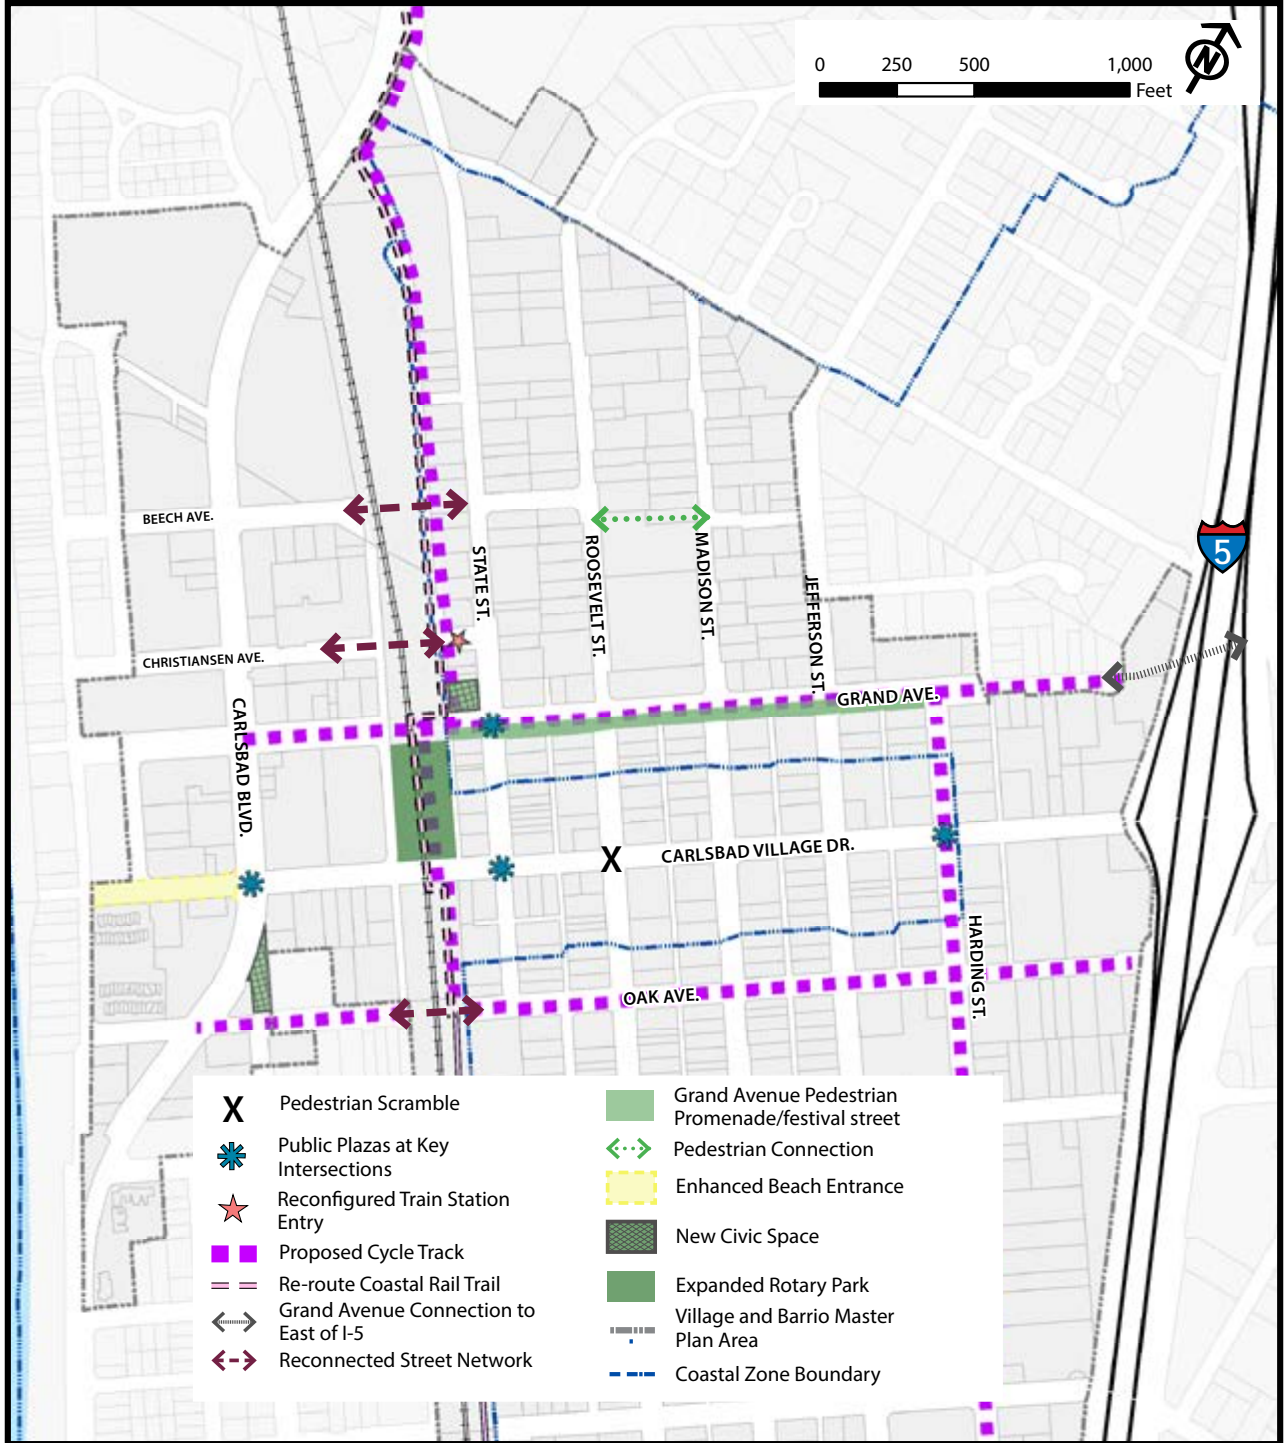 0 250 500 1,000
Feet
N
BEECH AVE.
STATE ST.
ROOSEVELT ST.
MADISON ST.
JEFFERSON ST.
5
CHRISTIANSEN AVE.
GRAND AVE.
CARLSBAD BLVD.
X
CARLSBAD VILLAGE DR.
HARDING ST.
OAK AVE.
X Pedestrian Scramble
Public Plazas at Key
Intersections
Reconfigured Train Station
Entry
Proposed Cycle Track
Re-route Coastal Rail Trail
Grand Avenue Connection to
East of I-5
Reconnected Street Network
Grand Avenue Pedestrian
Promenade/festival street
Pedestrian Connection
Enhanced Beach Entrance
New Civic Space
Expanded Rotary Park
Village and Barrio Master
Plan Area
Coastal Zone Boundary